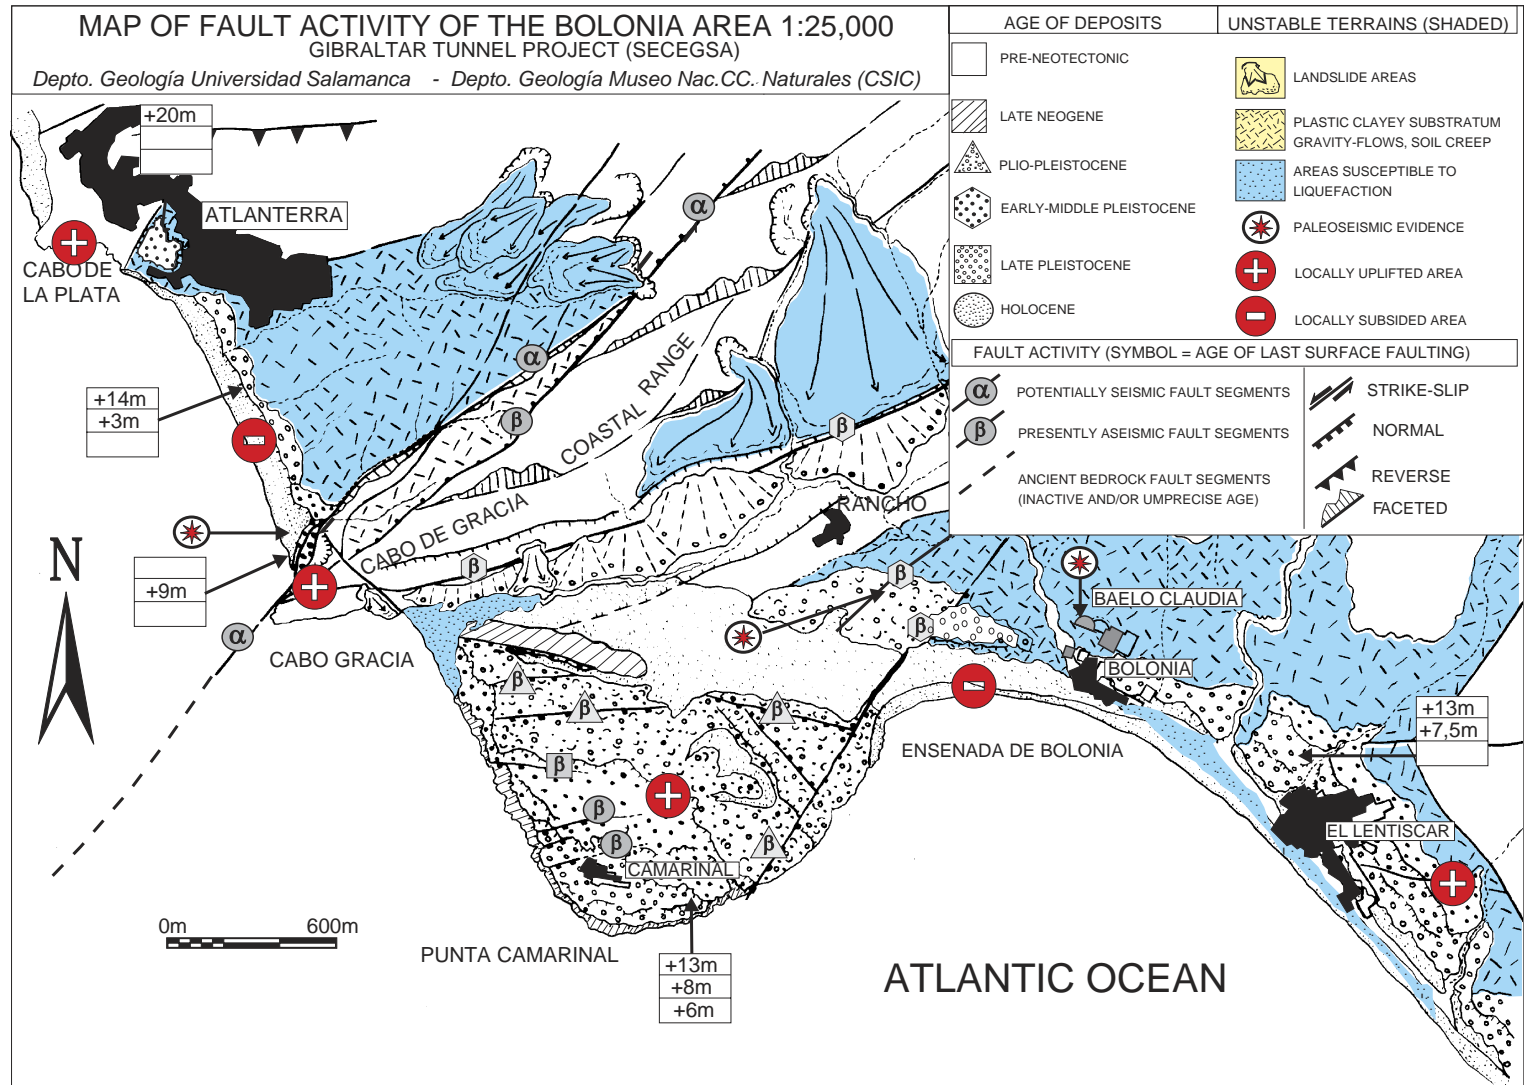 MAP OF FAULT ACTIVITY OF THE BOLONIA AREA 1:25,000
GIBRALTAR TUNNEL PROJECT (SECEGSA)
Depto. Geología Universidad Salamanca - Depto. Geología Museo Nac.CC. Naturales (CSIC)
AGE OF DEPOSITS
PRE-NEOTECTONIC
LATE NEOGENE
PLIO-PLEISTOCENE
EARLY-MIDDLE PLEISTOCENE
LATE PLEISTOCENE
HOLOCENE
UNSTABLE TERRAINS (SHADED)
LANDSLIDE AREAS
PLASTIC CLAYEY SUBSTRATUM
GRAVITY-FLOWS, SOIL CREEP
AREAS SUSCEPTIBLE TO
LIQUEFACTION
PALEOSEISMIC EVIDENCE
LOCALLY UPLIFTED AREA
LOCALLY SUBSIDED AREA
FAULT ACTIVITY (SYMBOL = AGE OF LAST SURFACE FAULTING)
α POTENTIALLY SEISMIC FAULT SEGMENTS
β PRESENTLY ASEISMIC FAULT SEGMENTS
ANCIENT BEDROCK FAULT SEGMENTS
(INACTIVE AND/OR UMPRECISE AGE)
STRIKE-SLIP
NORMAL
REVERSE
FACETED
+20m
ATLANTERRA
CABO DE
LA PLATA
α
α
β
COASTAL RANGE
+14m
+3m
β
RANCHO
CABO DE GRACIA
β
+9m
N
α
CABO GRACIA
β
β
BAELO CLAUDIA
BOLONIA
β
β
β
ENSENADA DE BOLONIA
+13m
+7,5m
β
β
β
β
CAMARINAL
EL LENTISCAR
0m 600m
PUNTA CAMARINAL
+13m
+8m
+6m
ATLANTIC OCEAN